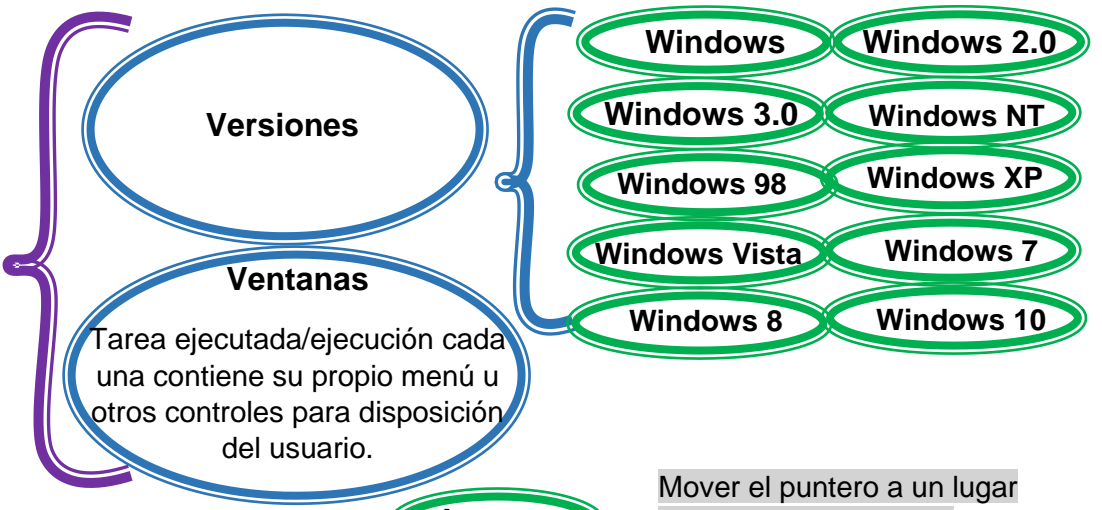 Versiones
Windows
Windows 2.0
Windows 3.0
Windows NT
Windows 98
Windows XP
Windows Vista
Windows 7
Windows 8
Windows 10
Ventanas
Tarea ejecutada/ejecución cada
una contiene su propio menú u
otros controles para disposición
del usuario.
Mover el puntero a un lugar